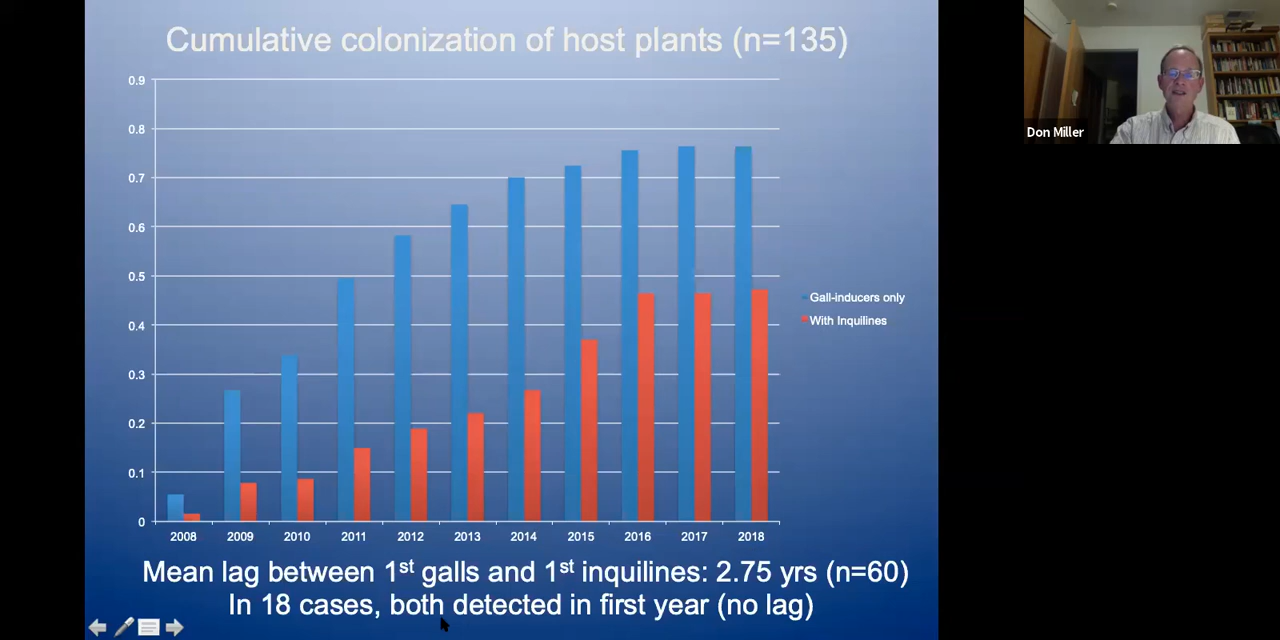 Cumulative colonization of host plants (n=135)
0.9
0.8
0.7
0.6
0.5
0.4
0.3
0.2
0.1
0
2008 2009 2010 2011 2012 2013 2014 2015 2016 2017 2018
Gall-inducers only
With Inquilines
Mean lag between 1st galls and 1st inquilines: 2.75 yrs (n=60)
In 18 cases, both detected in first year (no lag)
Don Miller